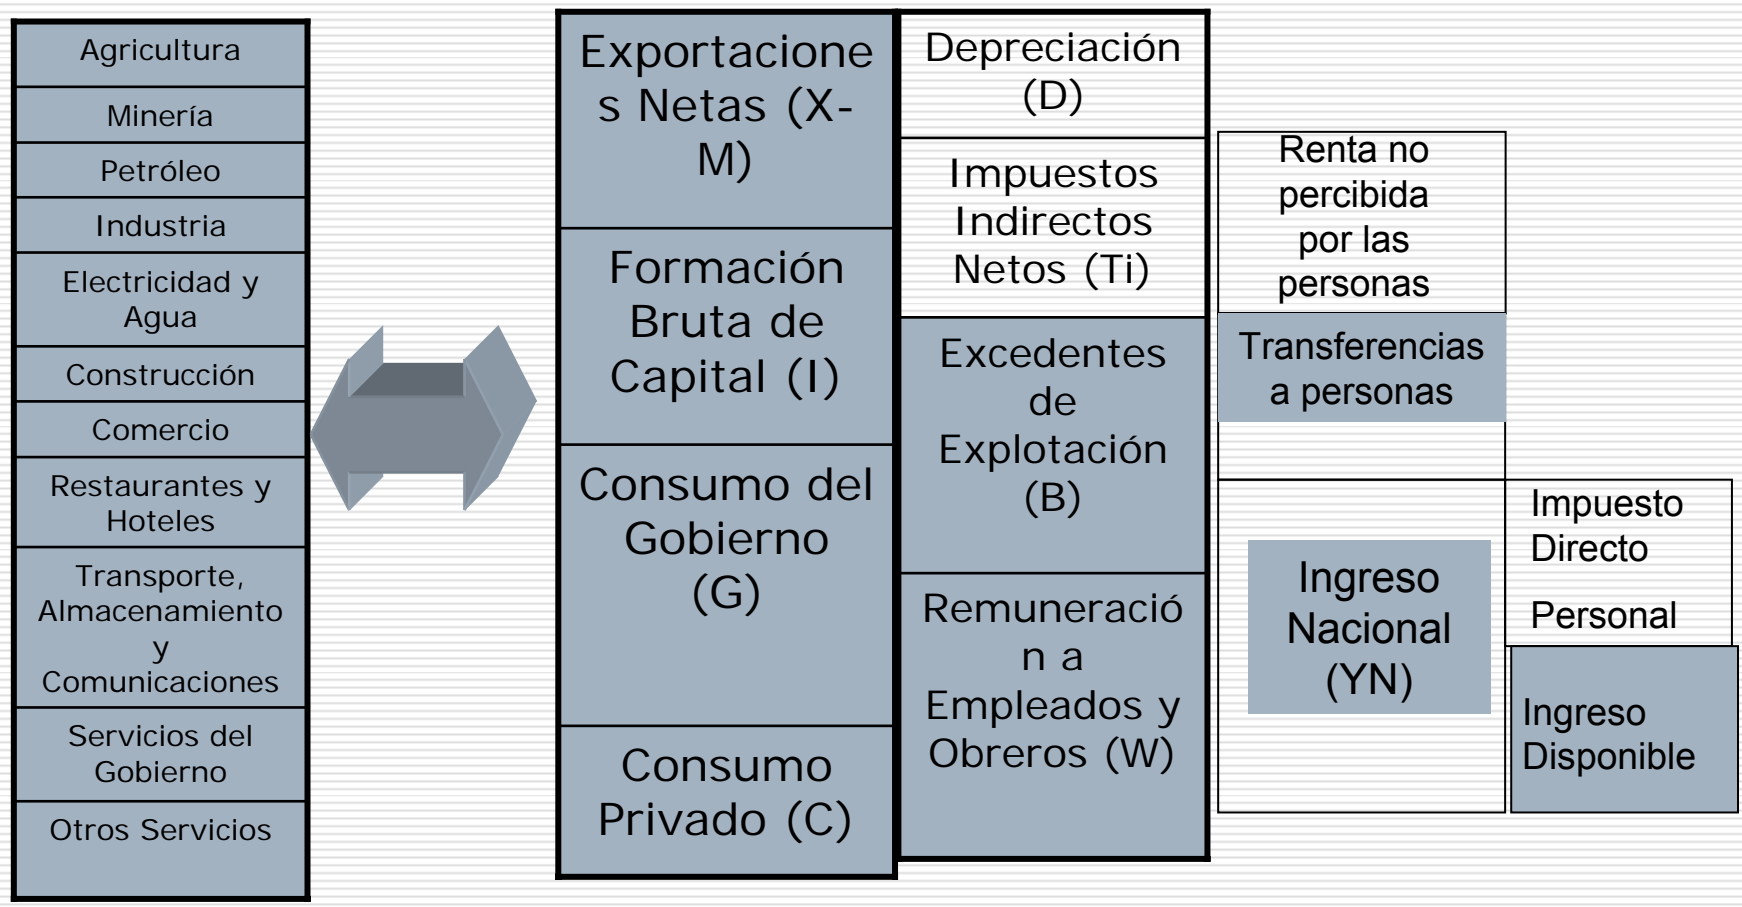 Agricultura
Minería
Petróleo
Industria
Electricidad y
Agua
Construcción
Comercio
Restaurantes y
Hoteles
Transporte,
Almacenamiento
y
Comunicaciones
Servicios del
Gobierno
Otros Servicios
Exportacione
s Netas (X-
M)
Formación
Bruta de
Capital (I)
Consumo del
Gobierno
(G)
Consumo
Privado (C)
Depreciación
(D)
Impuestos
Indirectos
Netos (Ti)
Excedentes
de
Explotación
(B)
Remuneració
n a
Empleados y
Obreros (W)
Renta no
percibida
por las
personas
Transferencias
a personas
Ingreso
Nacional
(YN)
Impuesto
Directo
Personal
Ingreso
Disponible